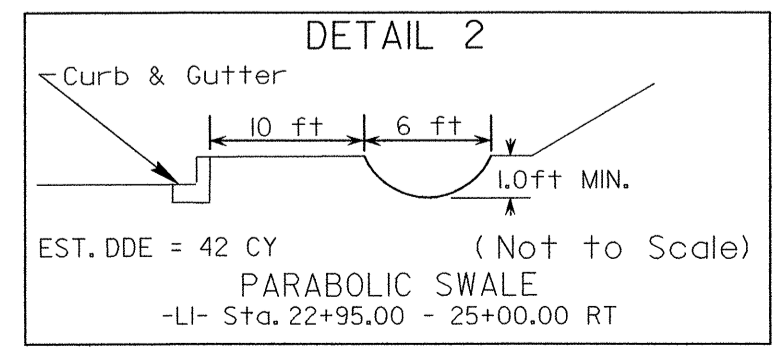 DETAIL 2
Curb & Gutter
10 ft
6 ft
1.0ft MIN.
EST. DDE = 42 CY
(Not to Scale)
PARABOLIC SWALE
-L1- Sta. 22+95.00 - 25+00.00 RT